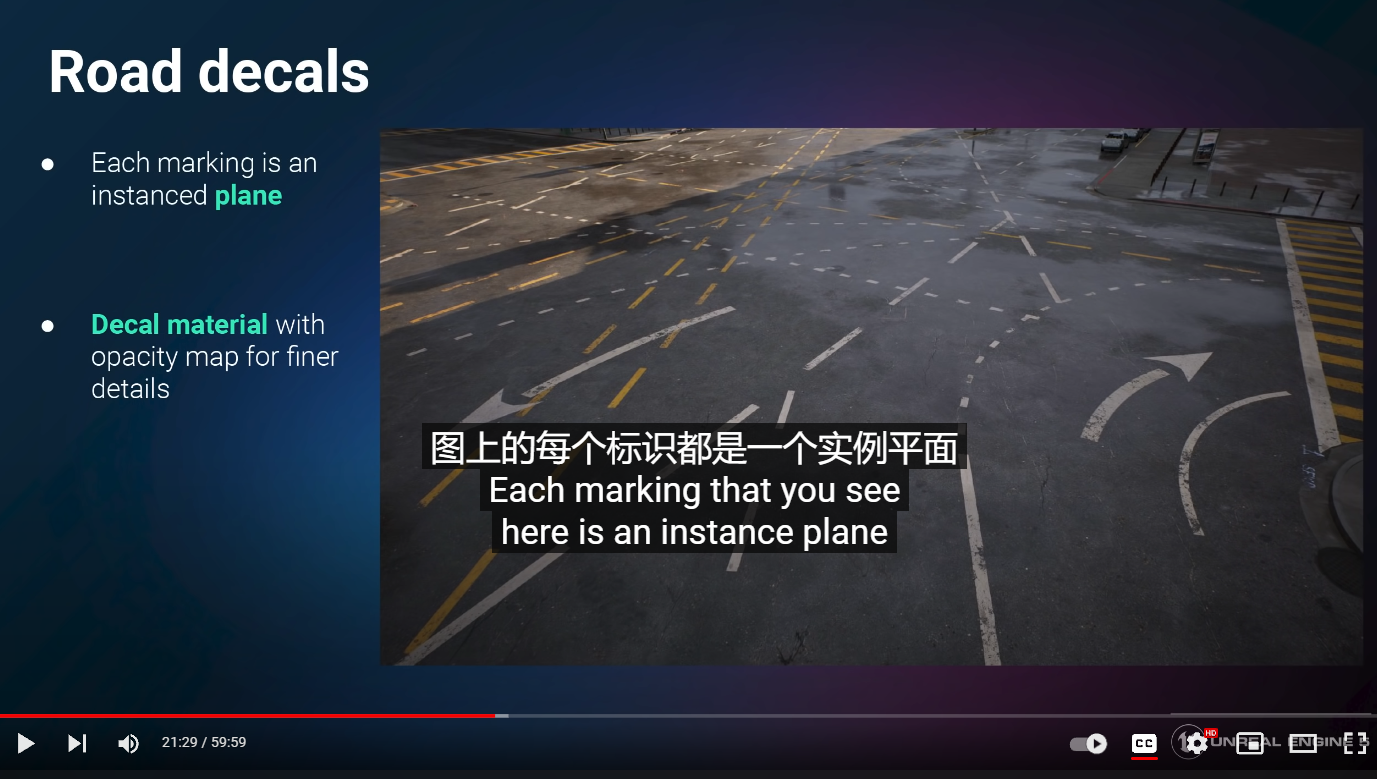 Road decals
Each marking is an
instanced plane
Decal material with
opacity map for finer
details
图上的每个标识都是一个实例平面
Each marking that you see
here is an instance plane
21:29 / 59:59
CC
HD
UNREAL ENGINE 5